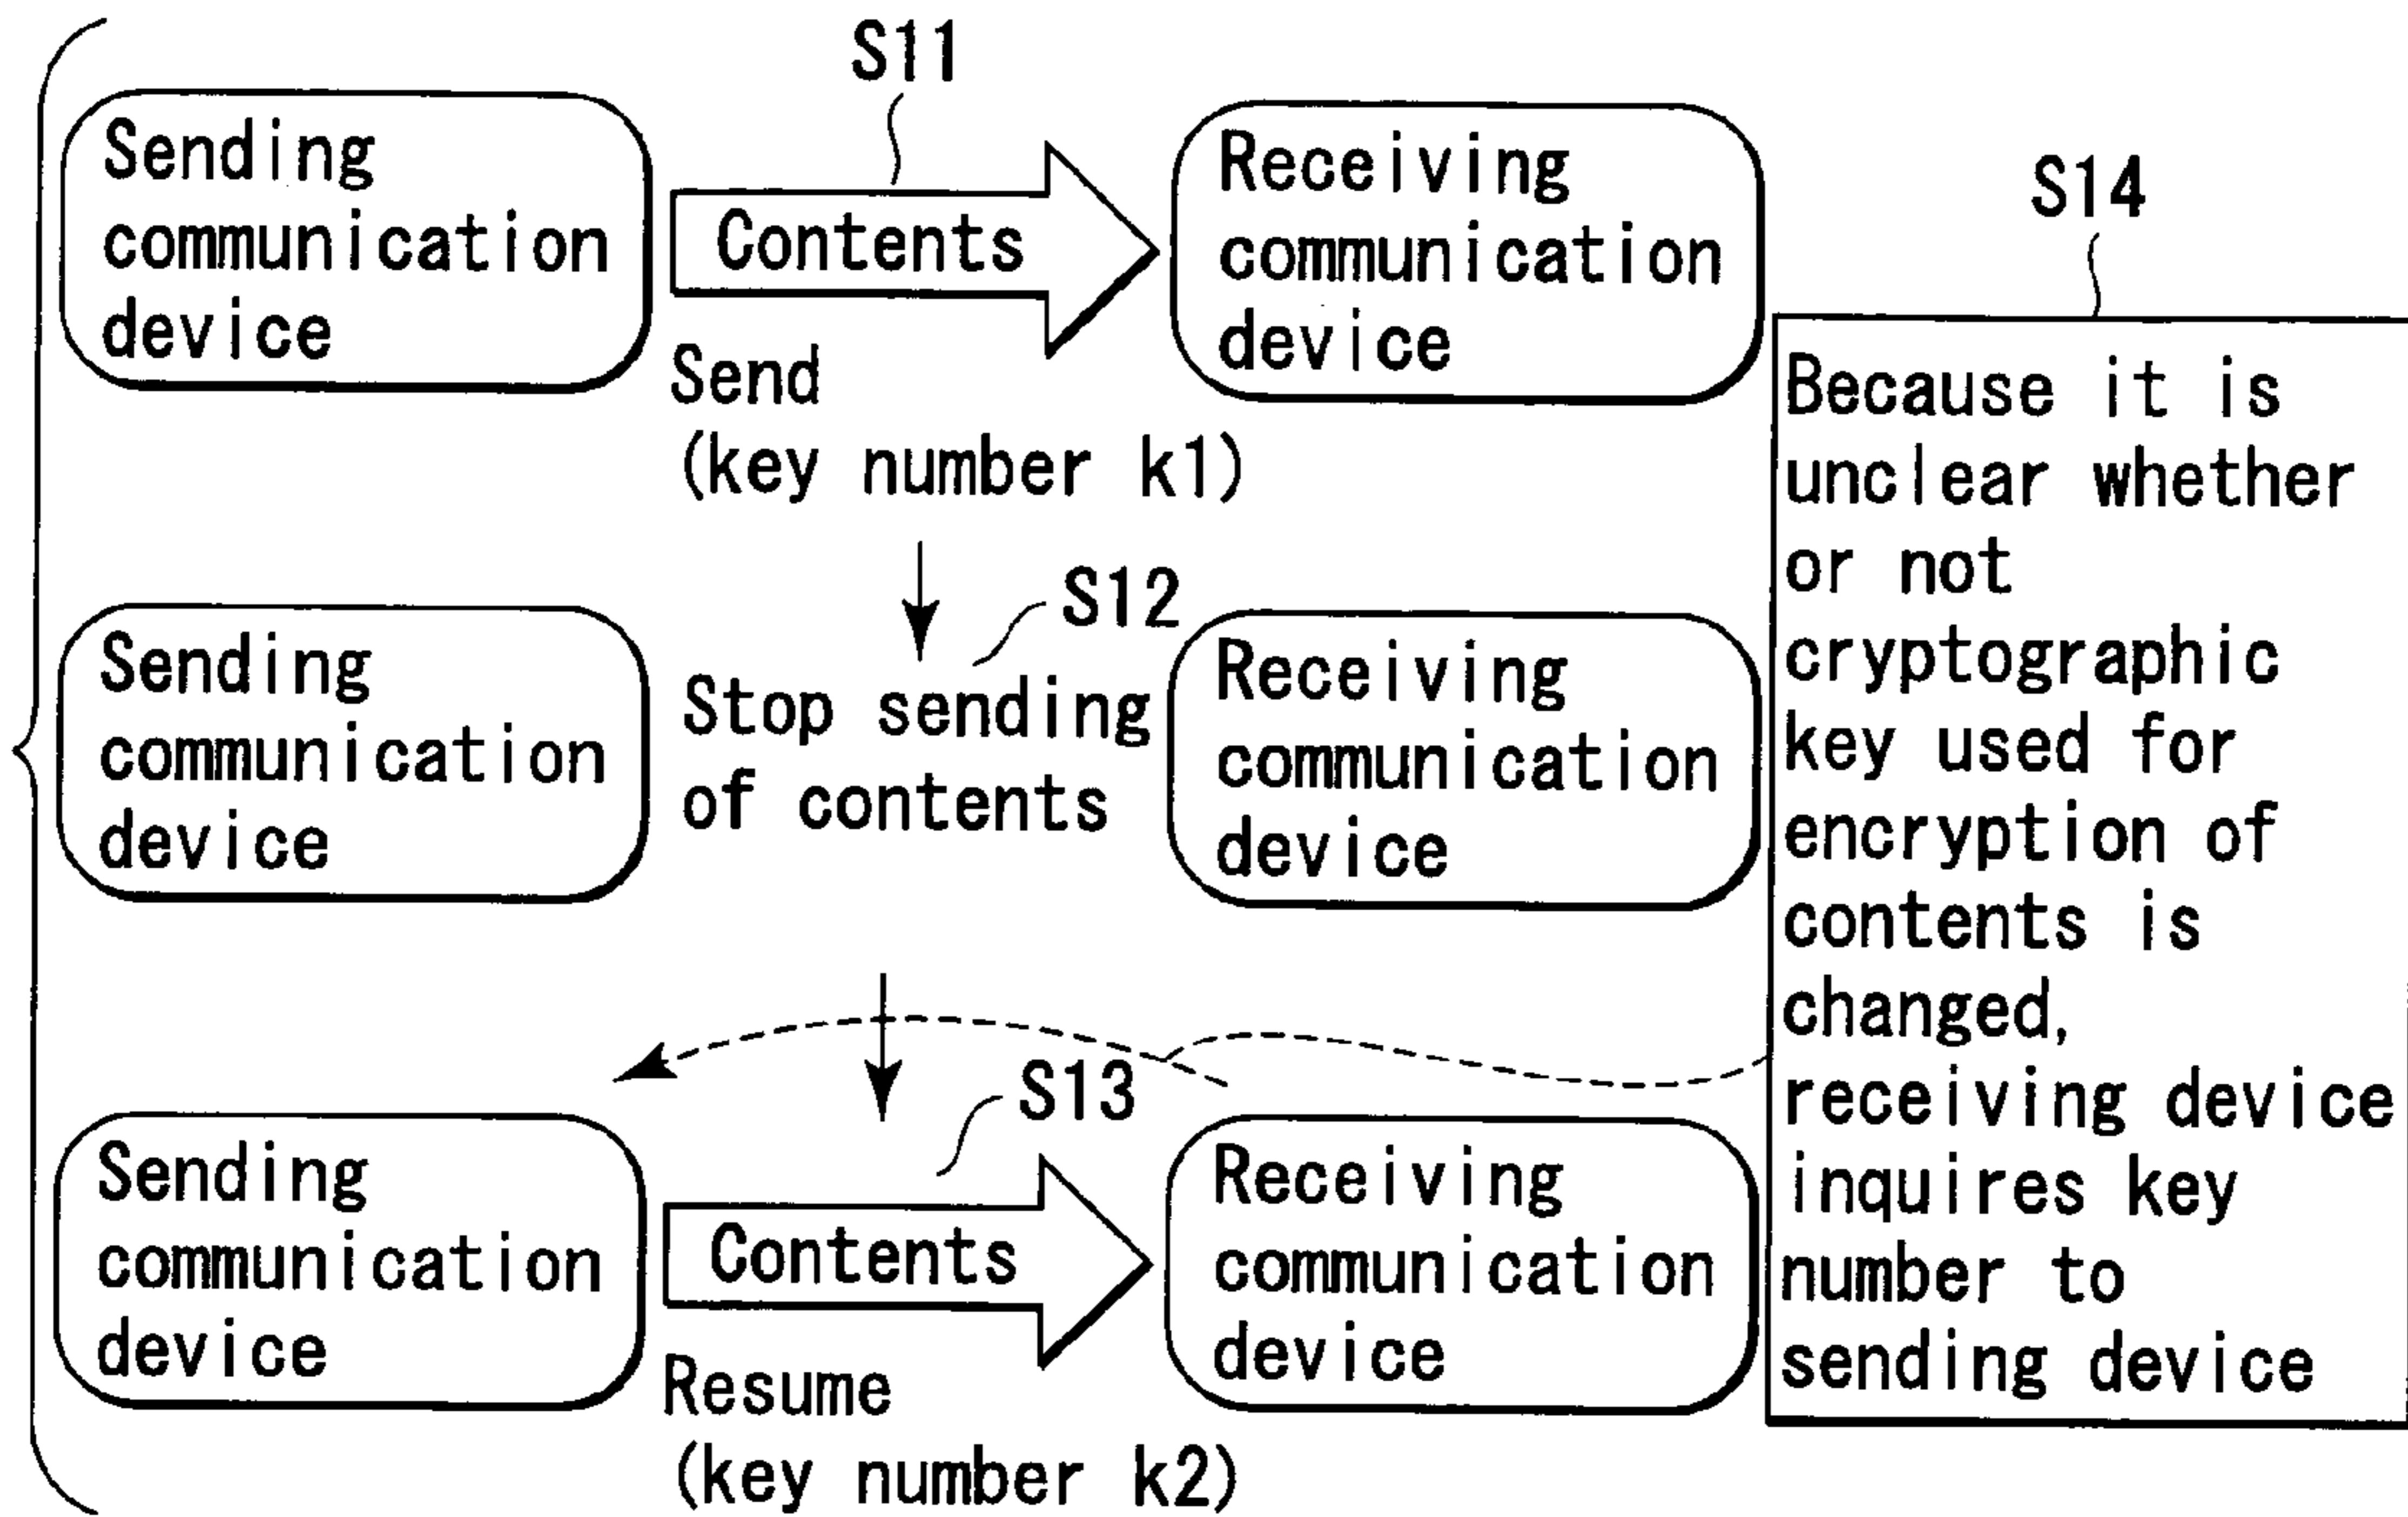 S11
Sending
communication
device
Contents
Receiving
communication
device
Send
(key number k1)
S12
Sending
communication
device
Stop sending
of contents
Receiving
communication
device
S13
Sending
communication
device
Contents
Receiving
communication
device
Resume
(key number k2)
S14
Because it is
unclear whether
or not
cryptographic
key used for
encryption of
contents is
changed,
receiving device
inquires key
number to
sending device